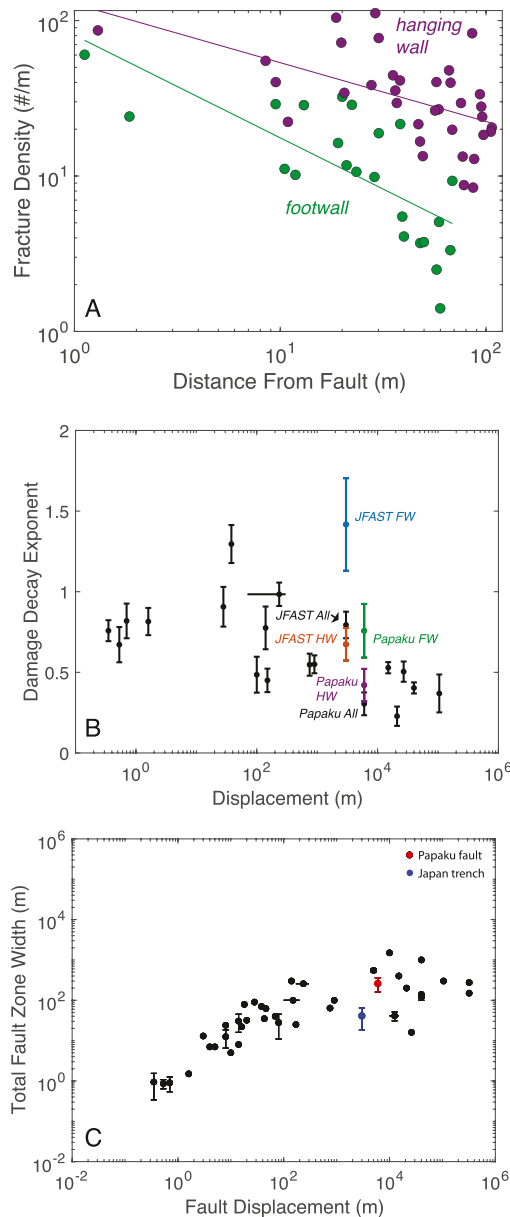 10²
10¹
10⁰
Fracture Density (#/m)
hanging
wall
footwall
A
10⁰
10¹
10²
Distance From Fault (m)
2
1.5
1
0.5
0
Damage Decay Exponent
JFAST FW
JFAST All
JFAST HW
Papaku FW
Papaku
HW
Papaku All
B
10⁰
10²
10⁴
10⁶
Displacement (m)
10⁶
10⁴
10²
10⁰
10⁻²
Total Fault Zone Width (m)
Papaku fault
Japan trench
C
10⁻²
10⁰
10²
10⁴
10⁶
Fault Displacement (m)